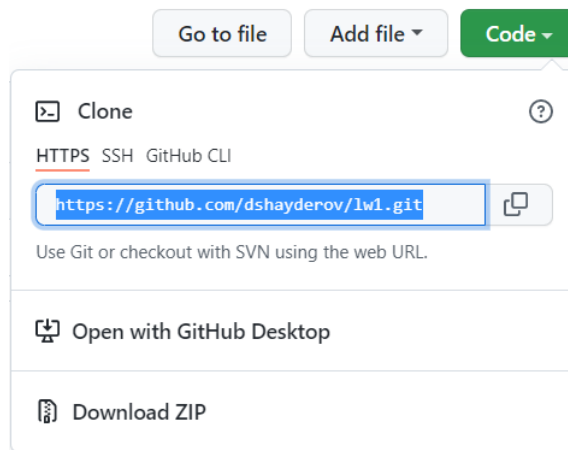 Go to file Add file Code
Clone
HTTPS SSH GitHub CLI
https://github.com/dshayderov/lw1.git
Use Git or checkout with SVN using the web URL.
Open with GitHub Desktop
Download ZIP